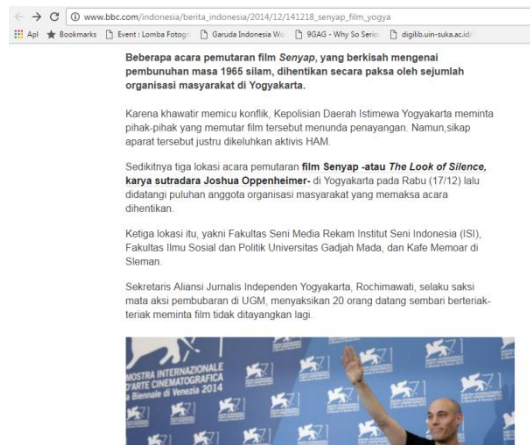 www.bbc.com/indonesia/berita_indonesia/2014/12/141218_senyap_film_yogya
Apl Bookmarks Event : Lomba Fotogr Garuda Indonesia Wo 9GAG - Why So Serio digilib.uin-suka.ac.id/
Beberapa acara pemutaran film Senyap, yang berkisah mengenai
pembunuhan masa 1965 silam, dihentikan secara paksa oleh sejumlah
organisasi masyarakat di Yogyakarta.
Karena khawatir memicu konflik, Kepolisian Daerah Istimewa Yogyakarta meminta
pihak-pihak yang memutar film tersebut menunda penayangan. Namun,sikap
aparat tersebut justru dikeluhkan aktivis HAM.
Sedikitnya tiga lokasi acara pemutaran film Senyap -atau The Look of Silence,
karya sutradara Joshua Oppenheimer- di Yogyakarta pada Rabu (17/12) lalu
didatangi puluhan anggota organisasi masyarakat yang memaksa acara
dihentikan.
Ketiga lokasi itu, yakni Fakultas Seni Media Rekam Institut Seni Indonesia (ISI),
Fakultas Ilmu Sosial dan Politik Universitas Gadjah Mada, dan Kafe Memoar di
Sleman.
Sekretaris Aliansi Jurnalis Independen Yogyakarta, Rochimawati, selaku saksi
mata aksi pembubaran di UGM, menyaksikan 20 orang datang sembari berteriak-
teriak meminta film tidak ditayangkan lagi.
MOSTRA INTERNAZIONALE
D'ARTE CINEMATOGRAFICA
la Biennale di Venezia 2014